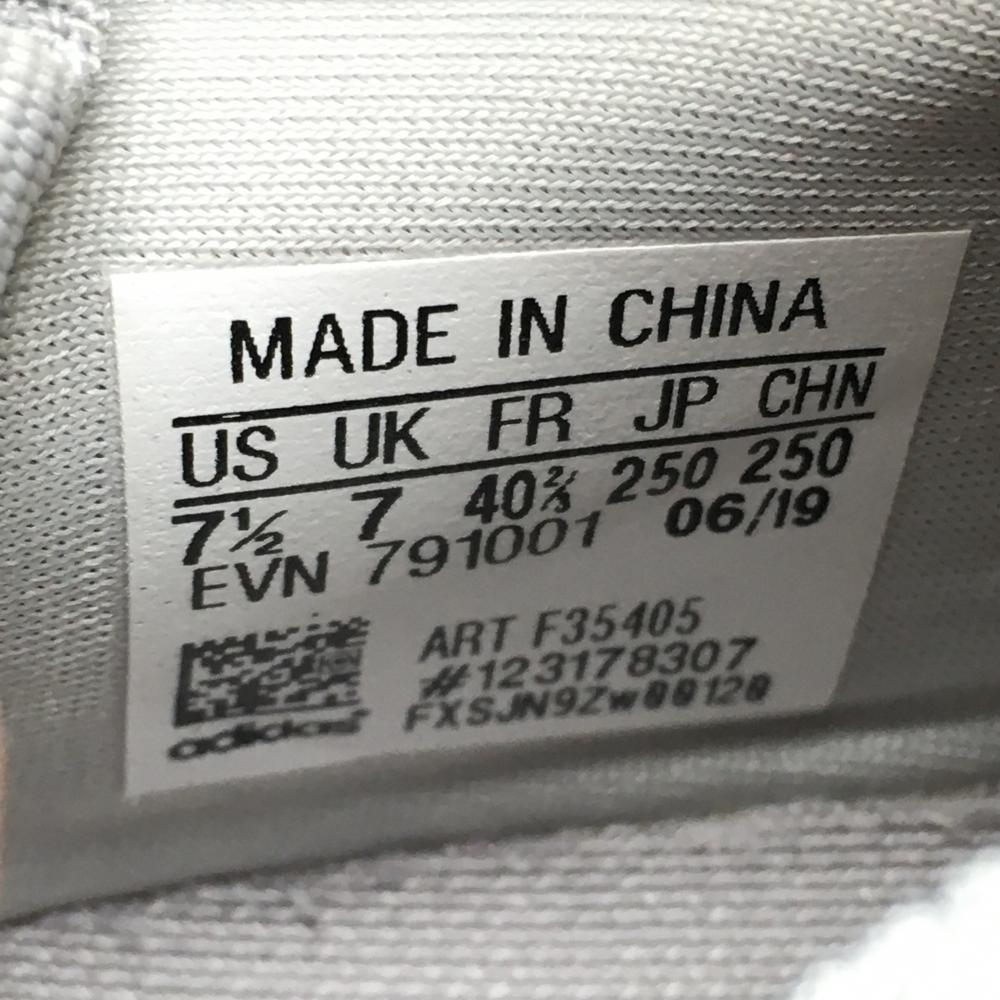 MADE IN CHINA
US UK FR JP CHN
7½ 7 40⅔ 250 250
EVN 791001 06/19
ART F35405
#123178307
FXSJN9Zw00120
adidas